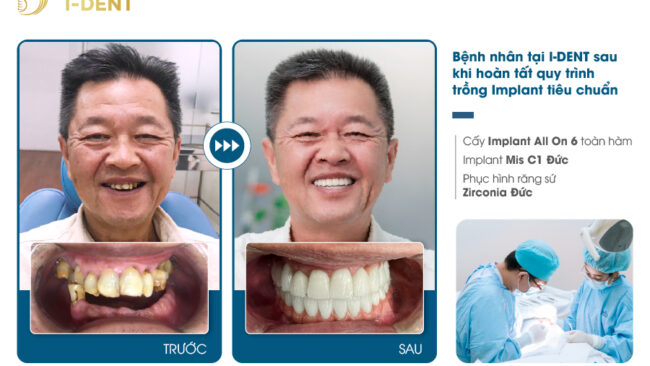 I-DENT
Bệnh nhân tại I-DENT sau
khi hoàn tất quy trình
trồng Implant tiêu chuẩn
Cấy Implant All On 6 toàn hàm
Implant Mis C1 Đức
Phục hình răng sứ
Zirconia Đức
TRƯỚC
SAU